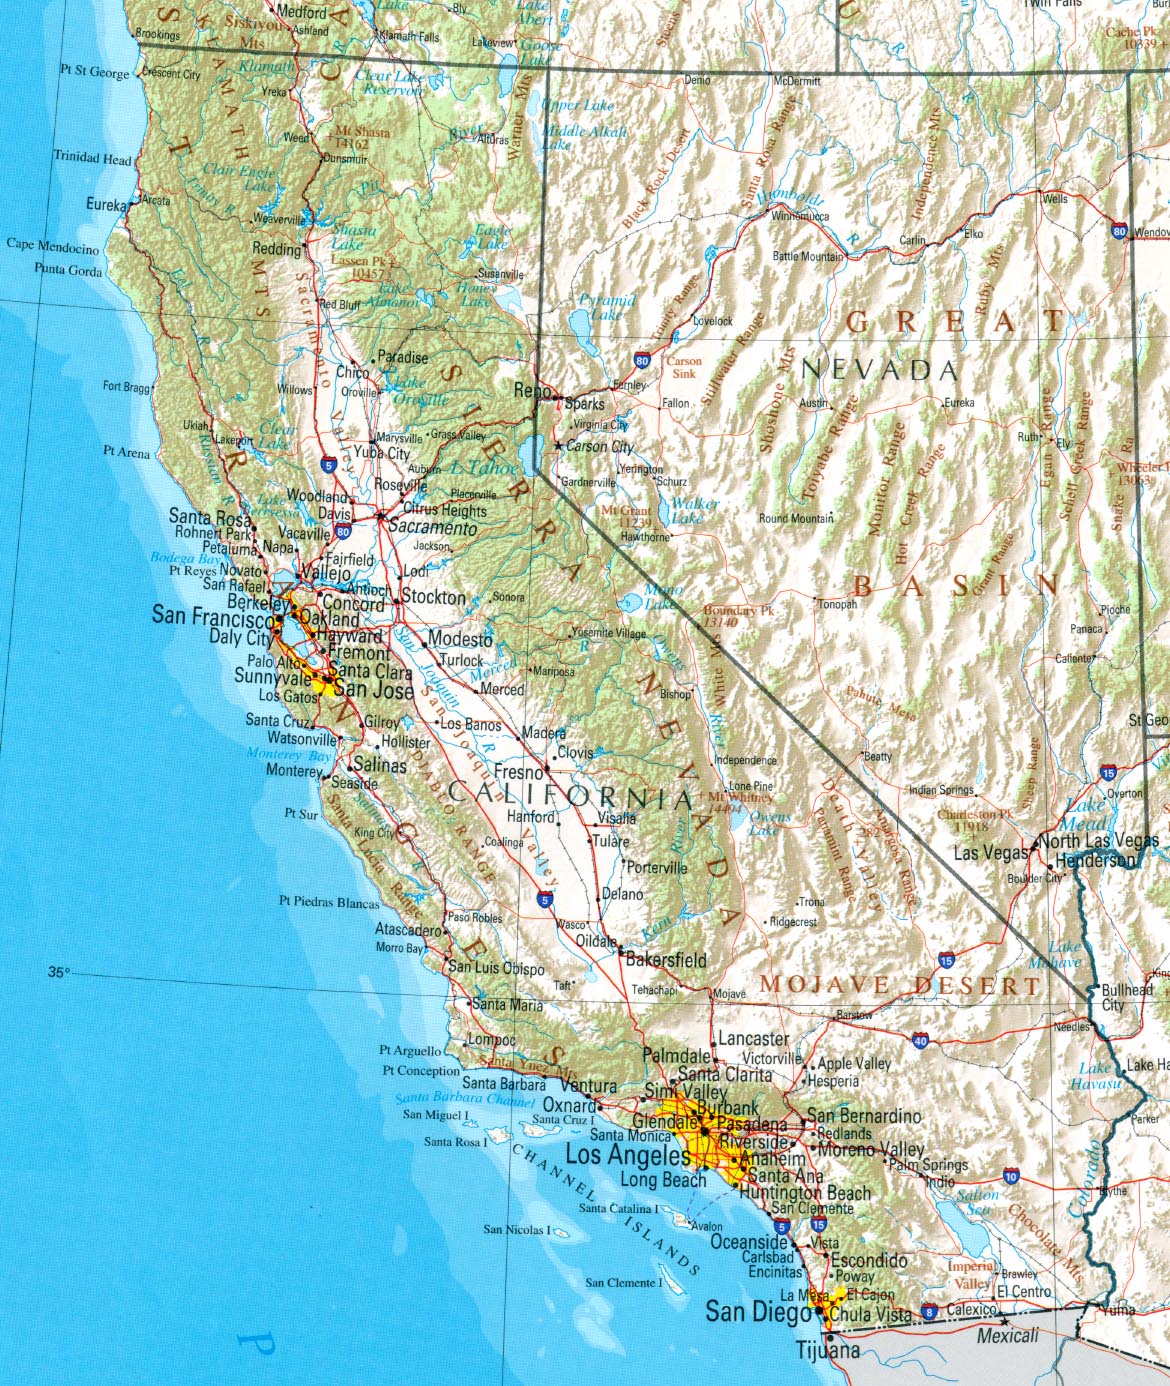 Medford
Bly
Lake
Lake
Abert
Twin Falls
Siskiyou
Mts
Ashland
Brookings
Klamath Falls
Lakeview
Goose
Lake
Steens
Cache Pk
10339
Pt St George
Crescent City
Klamath
Clear Lake
Reservoir
Denio
McDermitt
Yreka
Upper Lake
Middle Alkali
Lake
KLAMATH
MTS
Weed
Mt Shasta
14162
River
Alturas
Warner Mts
Black Rock Desert
Santa Rosa Range
Independence Mts
Trinidad Head
Dunsmuir
Clair Engle
Lake
Trinity R
Pit
Eureka
Arcata
Weaverville
Humboldt
R
Winnemucca
Wells
80
Wendov
Cape Mendocino
Punta Gorda
Shasta
Lake
Eagle
Lake
Redding
Lassen Pk
10457
Carlin
Elko
Battle Mountain
Eel
R
Susanville
Honey
Lake
Lake
Almanor
Red Bluff
Pyramid
Lake
Trinity Range
Lovelock
Ruby Mts
GREAT
BASIN
Sacramento
Valley
Paradise
Chico
Stillwater Range
Shoshone Mts
NEVADA
80
Carson
Sink
Fort Bragg
Willows
Oroville
Lake
Oroville
Reno
Sparks
Fernley
Fallon
Austin
Eureka
Virginia City
Carson City
Toiyabe Range
Monitor Range
Hot Creek Range
Ruth
Ely
Egan Range
Schell Creek Range
Snake Ra
Wheeler
13063
Ukiah
Lakeport
Clear
Lake
Marysville
Grass Valley
Yuba City
Pt Arena
Russian R
5
Auburn
L Tahoe
Yerington
Schurz
Gardnerville
Roseville
Placerville
Woodland
Davis
Citrus Heights
Lake
Berryessa
Mt Grant
11239
Walker
Lake
Round Mountain
Santa Rosa
Rohnert Park
Petaluma
Napa
Vacaville
80
Sacramento
Hawthorne
Grant Range
Jackson
Bodega Bay
Pt Reyes
Novato
Fairfield
Vallejo
Lodi
San Rafael
Antioch
Mono
Lake
Boundary Pk
13140
Tonopah
Pioche
Berkeley
Concord
Stockton
Sonora
San Francisco
Oakland
Panaca
Daly City
Hayward
Modesto
Yosemite Village
Fremont
Caliente
San Joaquin
R
Merced
R
Owens
River
White Mts
Palo Alto
Santa Clara
Turlock
Mariposa
Sunnyvale
San Jose
Merced
Bishop
Pahute Mesa
Los Gatos
Santa Cruz
Gilroy
Los Banos
Madera
St Geo
Watsonville
Hollister
Clovis
Independence
Beatty
Sheep Range
Monterey Bay
Monterey
Salinas
Seaside
Fresno
15
Lone Pine
Indian Springs
Overton
CALIFORNIA
Mt Whitney
14494
Lake
Mead
Salinas
R
Pt Sur
Hanford
Visalia
Owens
Lake
Death Valley
-282
Panamint Range
Amargosa Range
Charleston Pk
11918
King City
Coalinga
Tulare
North Las Vegas
Las Vegas
Henderson
Santa Lucia Range
DIABLO RANGE
San Joaquin
Valley
River
Porterville
Boulder City
Pt Piedras Blancas
5
Delano
Trona
Ridgecrest
Paso Robles
Wasco
Kern
Atascadero
Morro Bay
Oildale
Bakersfield
15
Lake
Mohave
San Luis Obispo
35°
Taft
Tehachapi
Mojave
MOJAVE DESERT
Bullhead
City
King
Santa Maria
Barstow
Needles
Lompoc
Lancaster
40
Pt Arguello
Pt Conception
Santa Ynez Mts
Palmdale
Victorville
Apple Valley
Lake
Havasu
Lake Ha
Santa Clarita
Hesperia
Santa Barbara
Ventura
Simi Valley
Santa Barbara Channel
Oxnard
Burbank
San Bernardino
Parker
San Miguel I
Santa Cruz I
Glendale
Pasadena
Redlands
Santa Rosa I
Santa Monica
Riverside
Moreno Valley
Los Angeles
Anaheim
Palm Springs
Long Beach
Santa Ana
Indio
10
Blythe
Colorado
Huntington Beach
CHANNEL ISLANDS
Santa Catalina I
San Clemente
Salton
Sea
Avalon
5
15
San Nicolas I
Oceanside
Vista
Chocolate Mts
Carlsbad
Escondido
Encinitas
Poway
Imperial
Valley
Brawley
San Clemente I
La Mesa
El Cajon
El Centro
San Diego
Chula Vista
8
Calexico
Yuma
Mexicali
Tijuana
COAST RANGES
SIERRA NEVADA
P